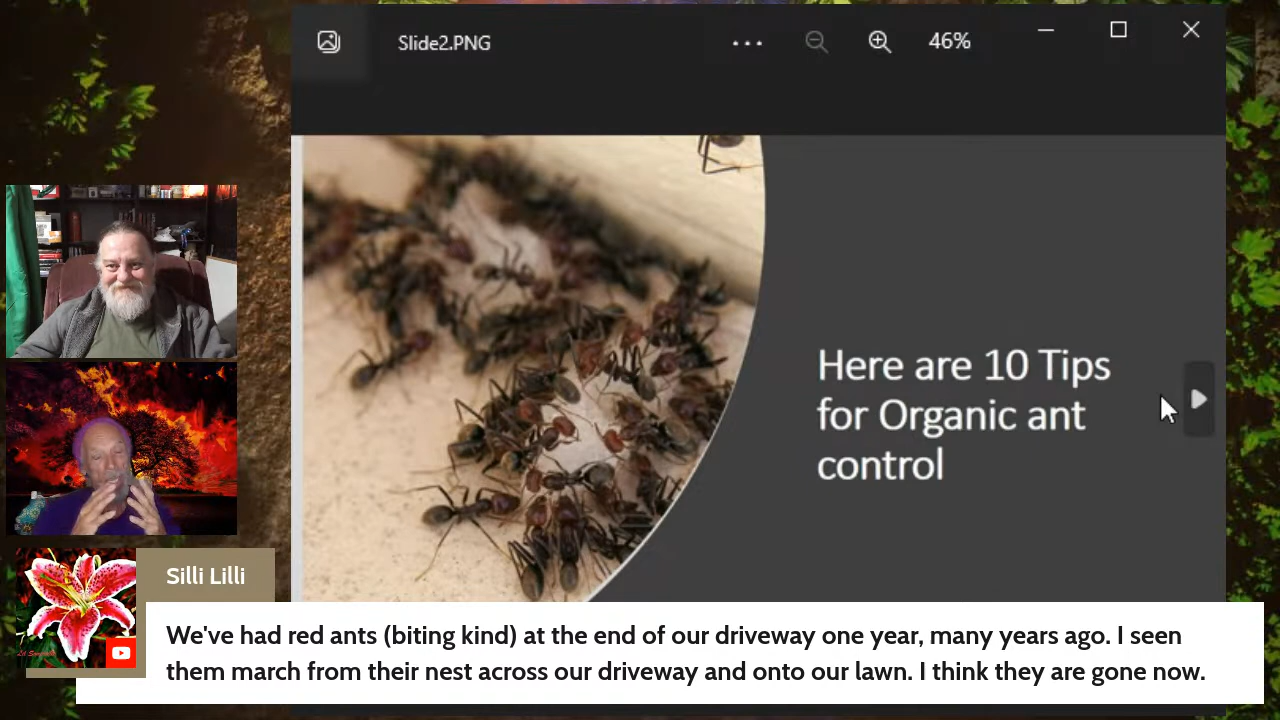 Slide2.PNG
46%
Here are 10 Tips
for Organic ant
control
Silli Lilli
We've had red ants (biting kind) at the end of our driveway one year, many years ago. I seen
them march from their nest across our driveway and onto our lawn. I think they are gone now.